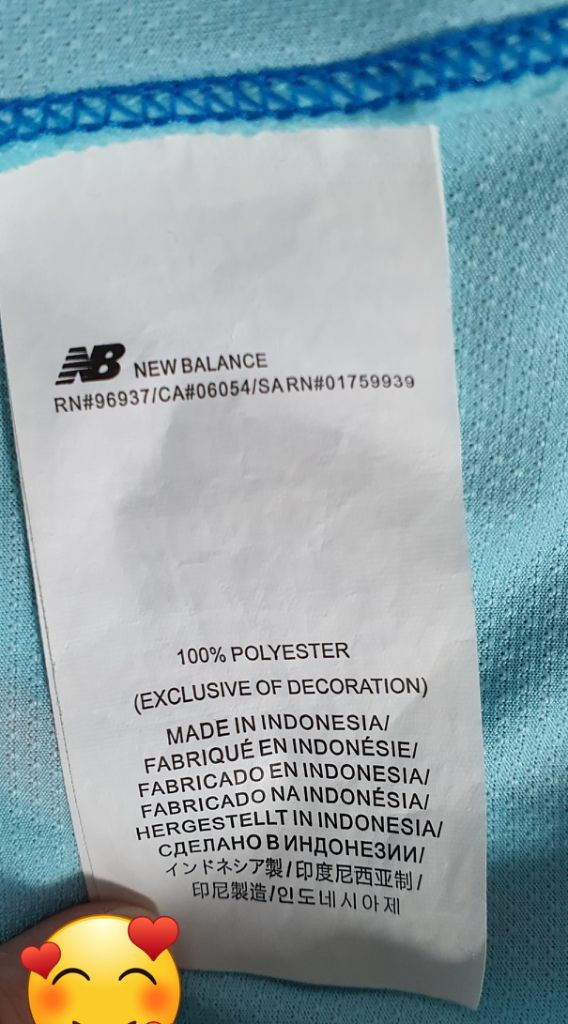 NB NEW BALANCE
RN#96937/CA#06054/SARN#01759939
100% POLYESTER
(EXCLUSIVE OF DECORATION)
MADE IN INDONESIA/
FABRIQUÉ EN INDONÉSIE/
FABRICADO EN INDONESIA/
FABRICADO NA INDONÉSIA/
HERGESTELLT IN INDONESIA/
СДЕЛАНО В ИНДОНЕЗИИ/
インドネシア製/印度尼西亚制/
印尼製造/인도네시아제